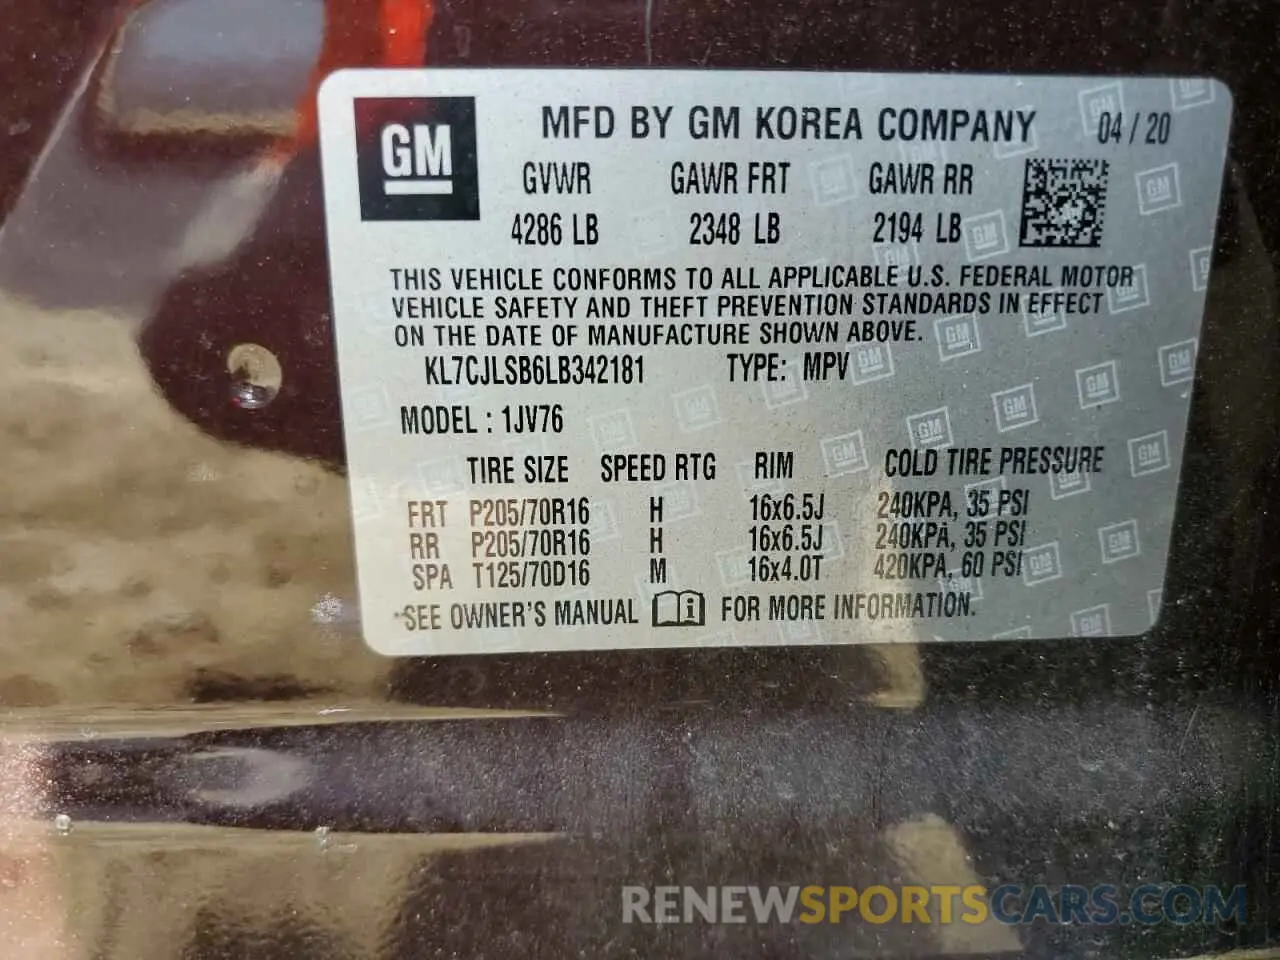 GM
MFD BY GM KOREA COMPANY 04 / 20
GVWR GAWR FRT GAWR RR
4286 LB 2348 LB 2194 LB
THIS VEHICLE CONFORMS TO ALL APPLICABLE U.S. FEDERAL MOTOR
VEHICLE SAFETY AND THEFT PREVENTION STANDARDS IN EFFECT
ON THE DATE OF MANUFACTURE SHOWN ABOVE.
KL7CJLSB6LB342181 TYPE: MPV
MODEL : 1JV76
TIRE SIZE SPEED RTG RIM COLD TIRE PRESSURE
FRT P205/70R16 H 16x6.5J 240KPA, 35 PSI
RR P205/70R16 H 16x6.5J 240KPA, 35 PSI
SPA T125/70D16 M 16x4.0T 420KPA, 60 PSI
*SEE OWNER'S MANUAL i FOR MORE INFORMATION.
RENEWSPORTSCARS.COM